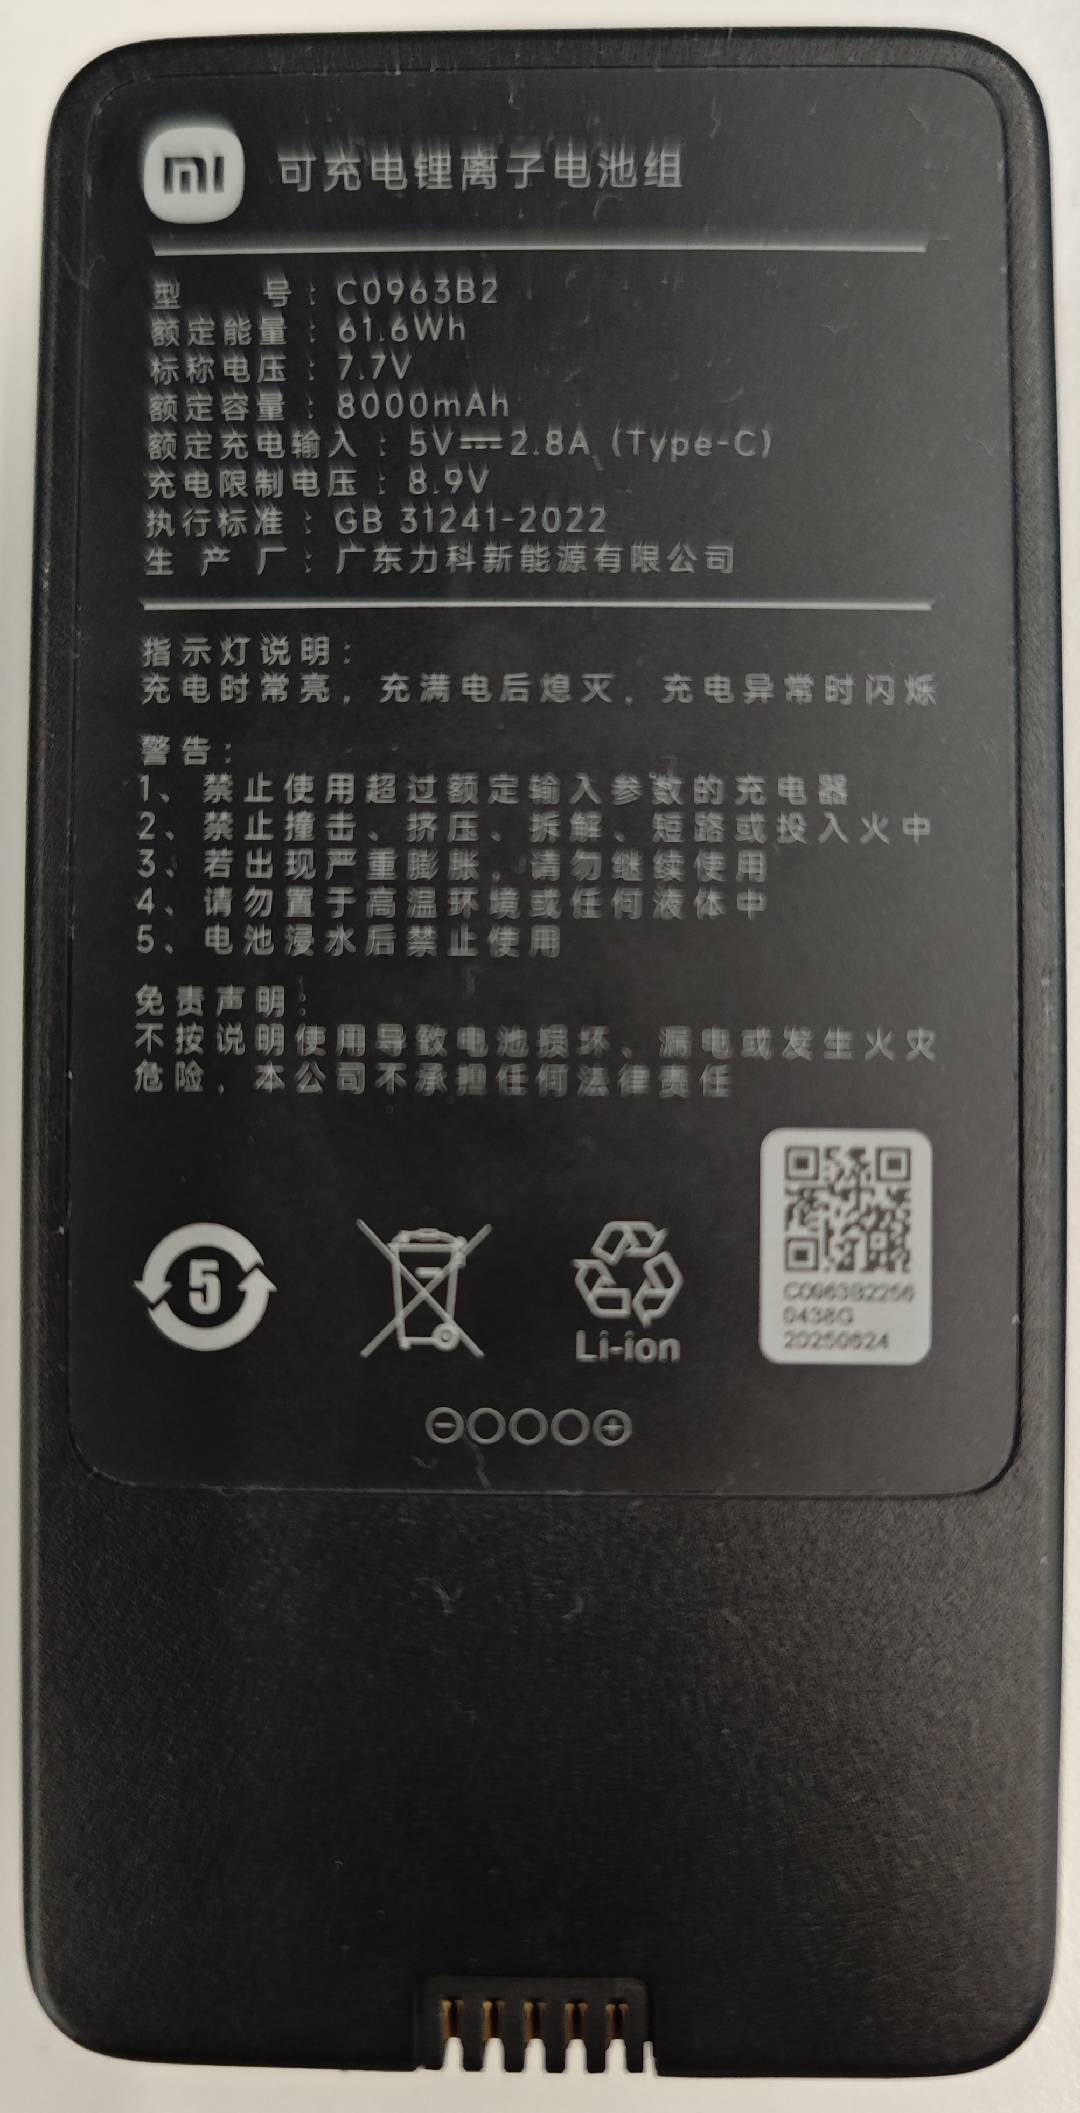 mi 可充电锂离子电池组
型 号：C0963B2
额定能量：61.6Wh
标称电压：7.7V
额定容量：8000mAh
额定充电输入：5V⎓2.8A (Type-C)
充电限制电压：8.9V
执行标准：GB 31241-2022
生 产 厂：广东力科新能源有限公司
指示灯说明：
充电时常亮，充满电后熄灭，充电异常时闪烁
警告：
1、禁止使用超过额定输入参数的充电器
2、禁止撞击、挤压、拆解、短路或投入火中
3、若出现严重膨胀，请勿继续使用
4、请勿置于高温环境或任何液体中
5、电池浸水后禁止使用
免责声明：
不按说明使用导致电池损坏、漏电或发生火灾
危险，本公司不承担任何法律责任
5
Li-ion
C0963B2256
0438G
20250624
⊖○○○⊕